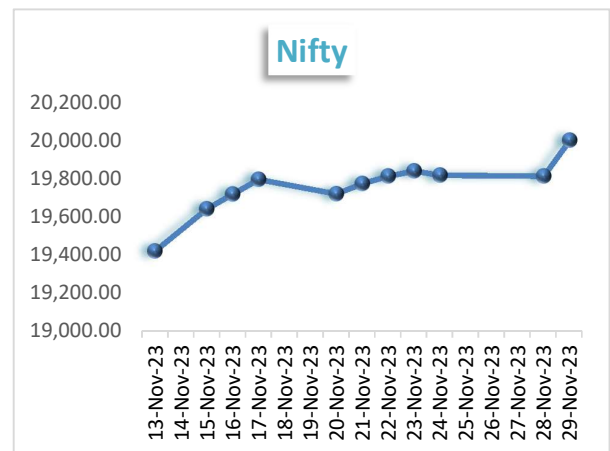 Nifty
20,200.00
20,000.00
19,800.00
19,600.00
19,400.00
19,200.00
19,000.00
13-Nov-23
14-Nov-23
15-Nov-23
16-Nov-23
17-Nov-23
18-Nov-23
19-Nov-23
20-Nov-23
21-Nov-23
22-Nov-23
23-Nov-23
24-Nov-23
25-Nov-23
26-Nov-23
27-Nov-23
28-Nov-23
29-Nov-23